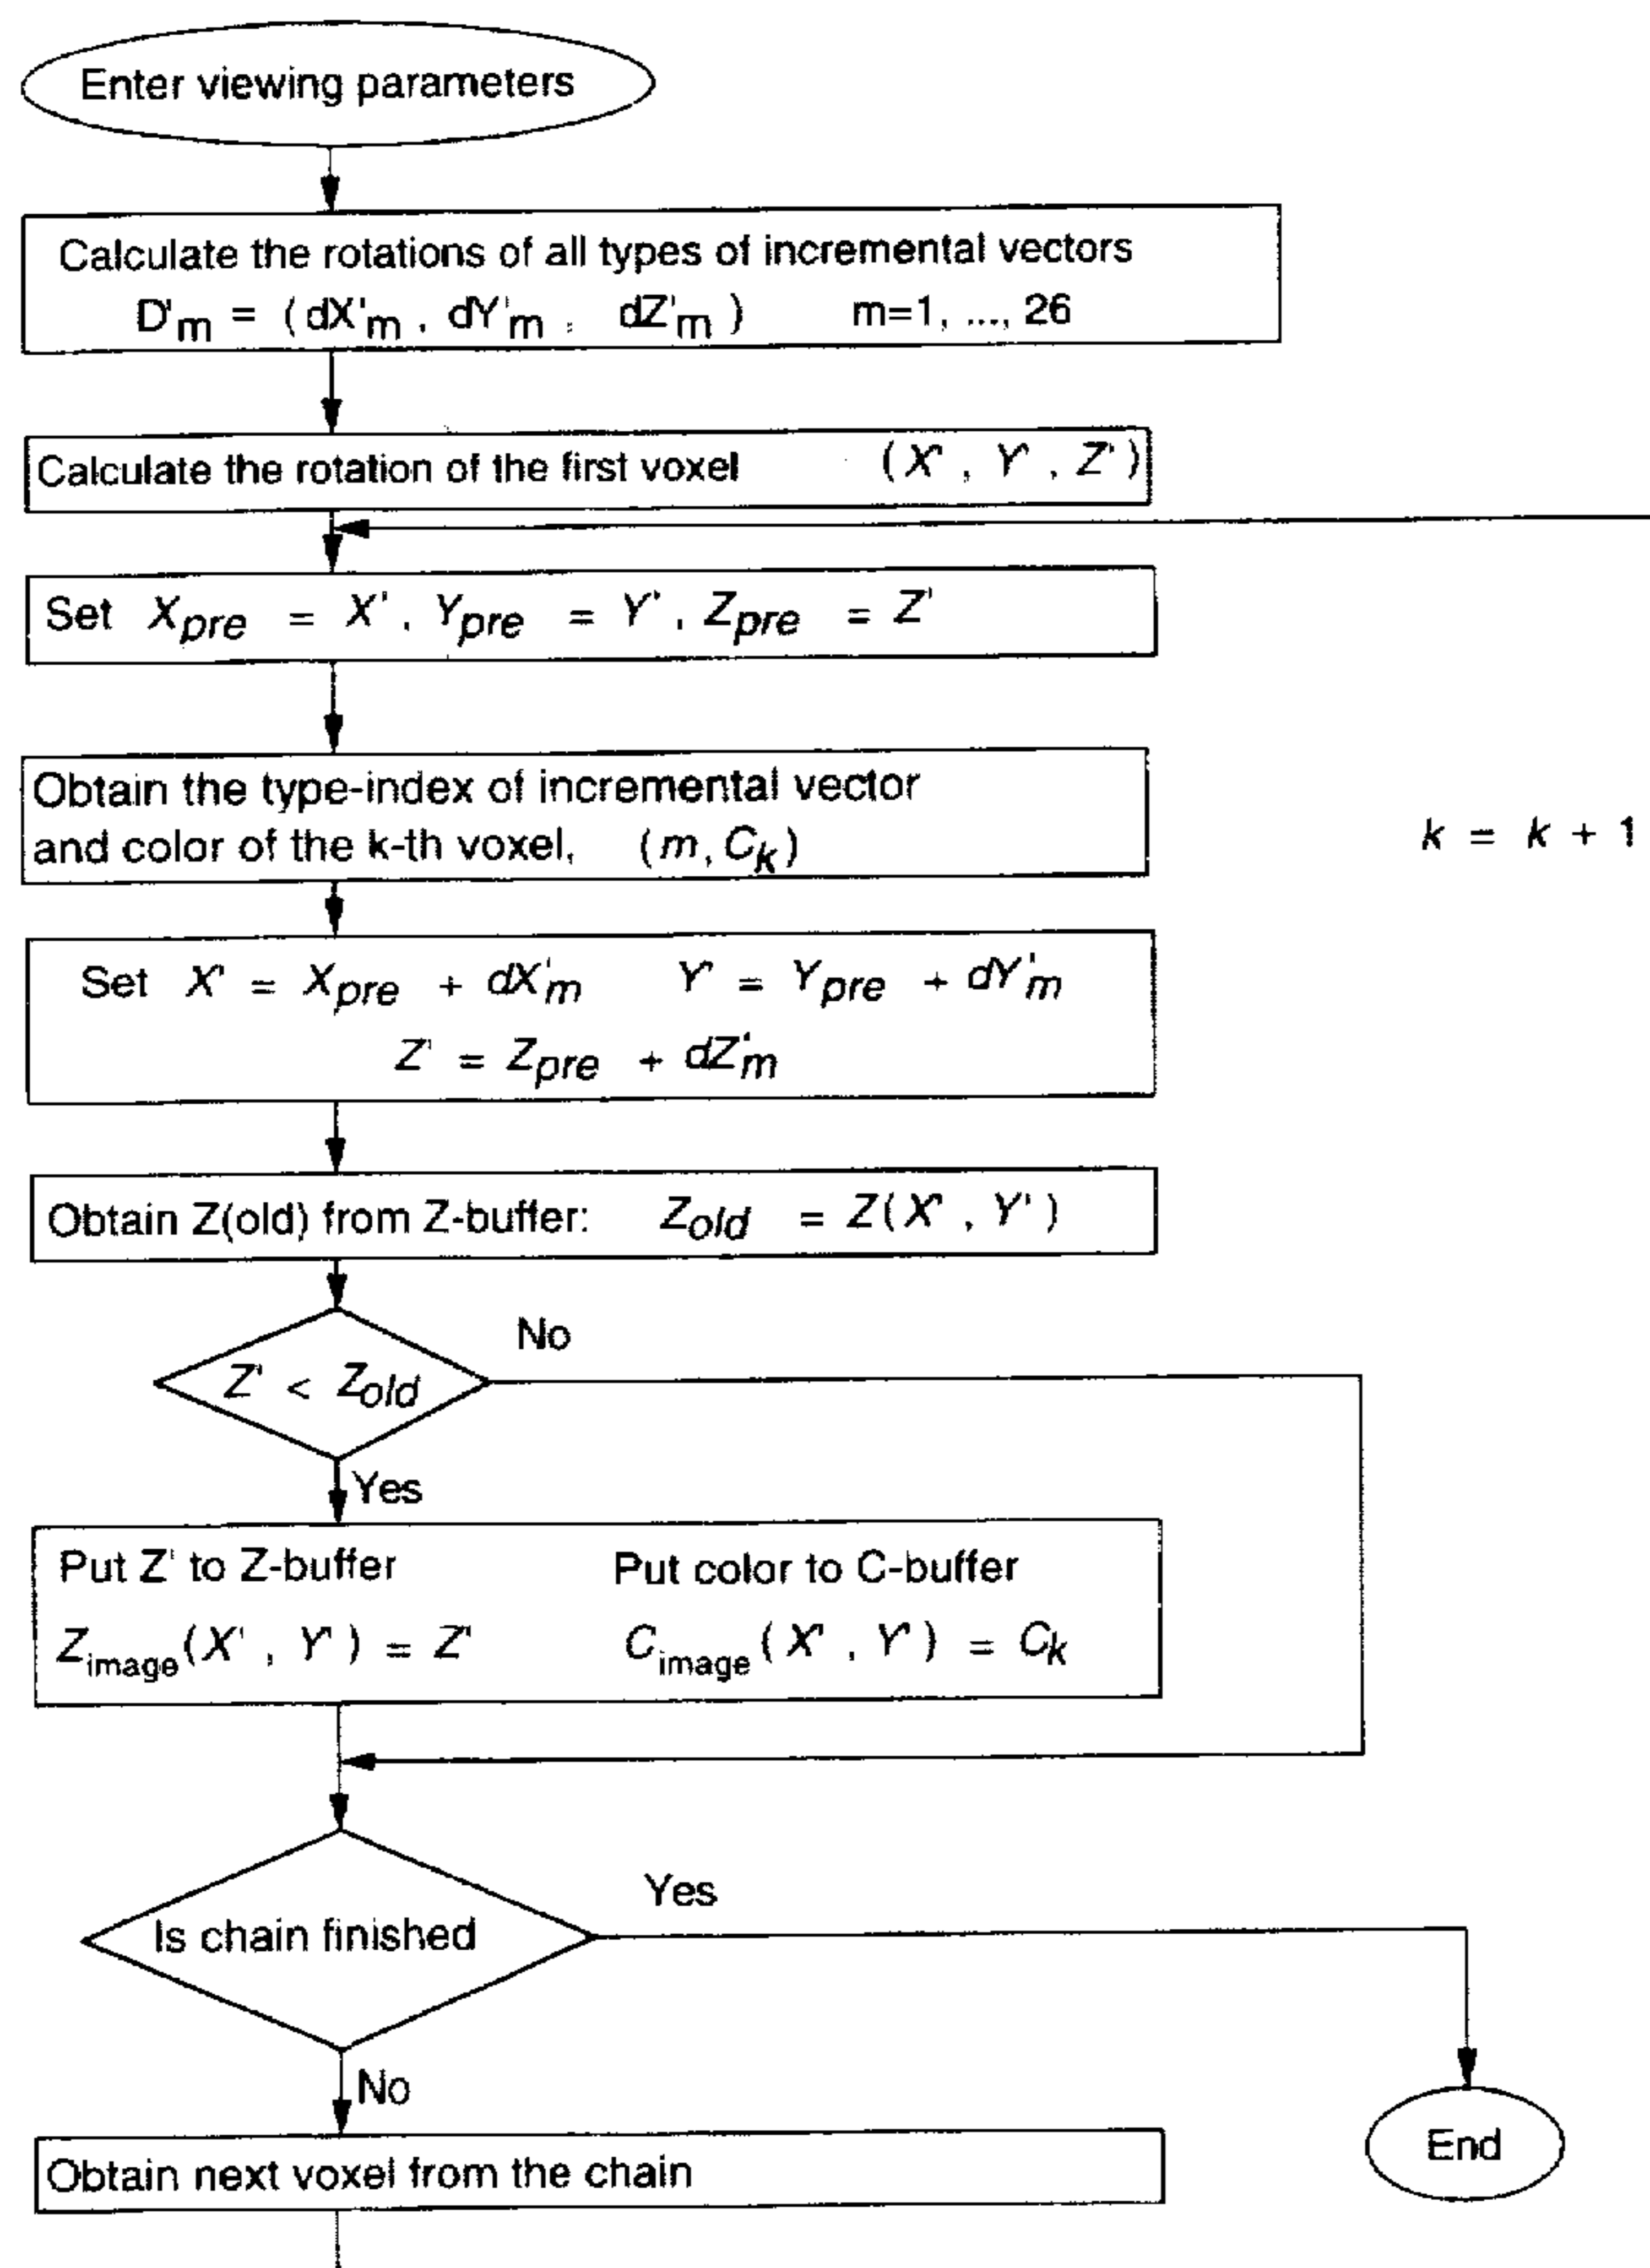 Enter viewing parameters
Calculate the rotations of all types of incremental vectors
D'm = (dX'm, dY'm, dZ'm) m=1, ..., 26
Calculate the rotation of the first voxel (X', Y', Z')
Set Xpre = X', Ypre = Y', Zpre = Z'
Obtain the type-index of incremental vector
and color of the k-th voxel, (m, Ck)
k = k + 1
Set X' = Xpre + dX'm Y' = Ypre + dY'm
Z' = Zpre + dZ'm
Obtain Z(old) from Z-buffer: Zold = Z(X', Y')
No
Z' < Zold
Yes
Put Z' to Z-buffer Put color to C-buffer
Zimage(X', Y') = Z' Cimage(X', Y') = Ck
Yes
Is chain finished
No
End
Obtain next voxel from the chain